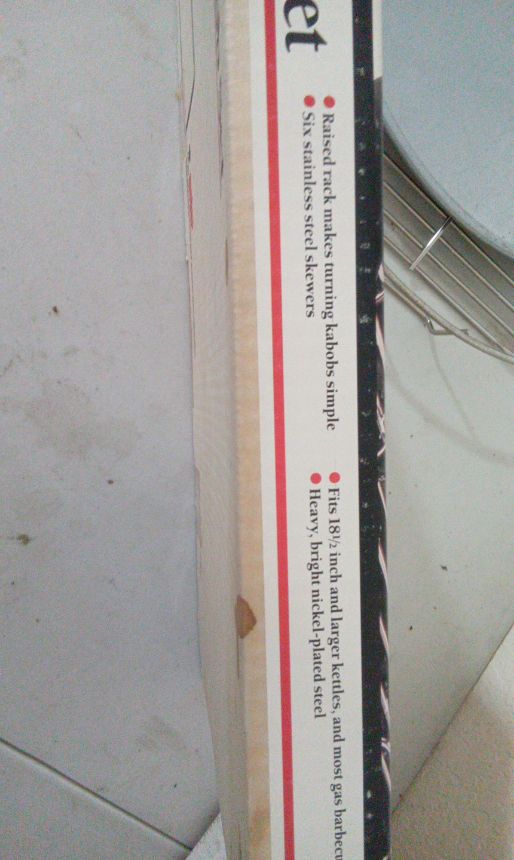 et
Raised rack makes turning kabobs simple
Six stainless steel skewers
Fits 18½ inch and larger kettles, and most gas barbecu
Heavy, bright nickel-plated steel